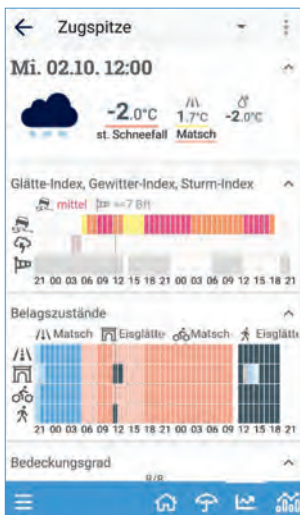 Zugspitze
Mi. 02.10. 12:00
-2.0°C 1.7°C -2.0°C
st. Schneefall Matsch
Glätte-Index, Gewitter-Index, Sturm-Index
mittel >=7 Bft
21 00 03 06 09 12 15 18 21 00 03 06 09 12 15 18 21
Belagszustände
Matsch Eisglätte Matsch Eisglätte
21 00 03 06 09 12 15 18 21 00 03 06 09 12 15 18 21
Bedeckungsgrad
8/8